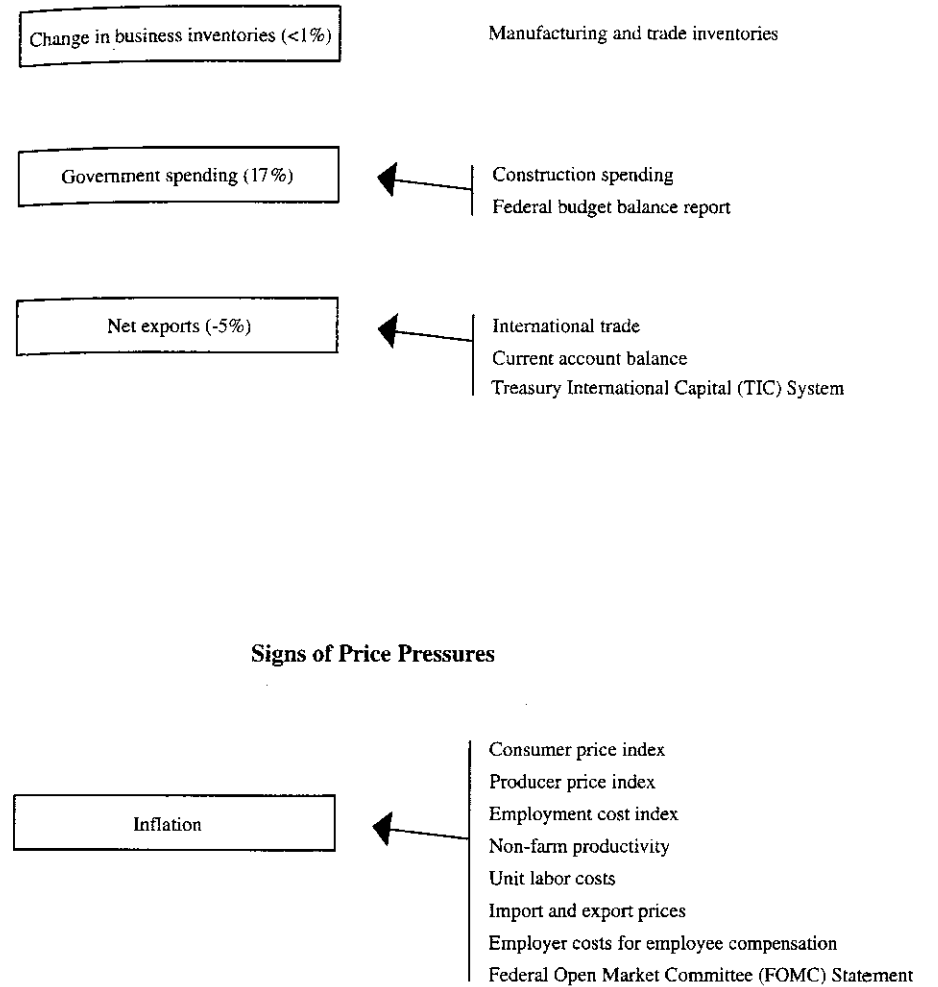 Change in business inventories (<1%)
Manufacturing and trade inventories
Government spending (17%)
Construction spending
Federal budget balance report
Net exports (-5%)
International trade
Current account balance
Treasury International Capital (TIC) System
Signs of Price Pressures
Inflation
Consumer price index
Producer price index
Employment cost index
Non-farm productivity
Unit labor costs
Import and export prices
Employer costs for employee compensation
Federal Open Market Committee (FOMC) Statement